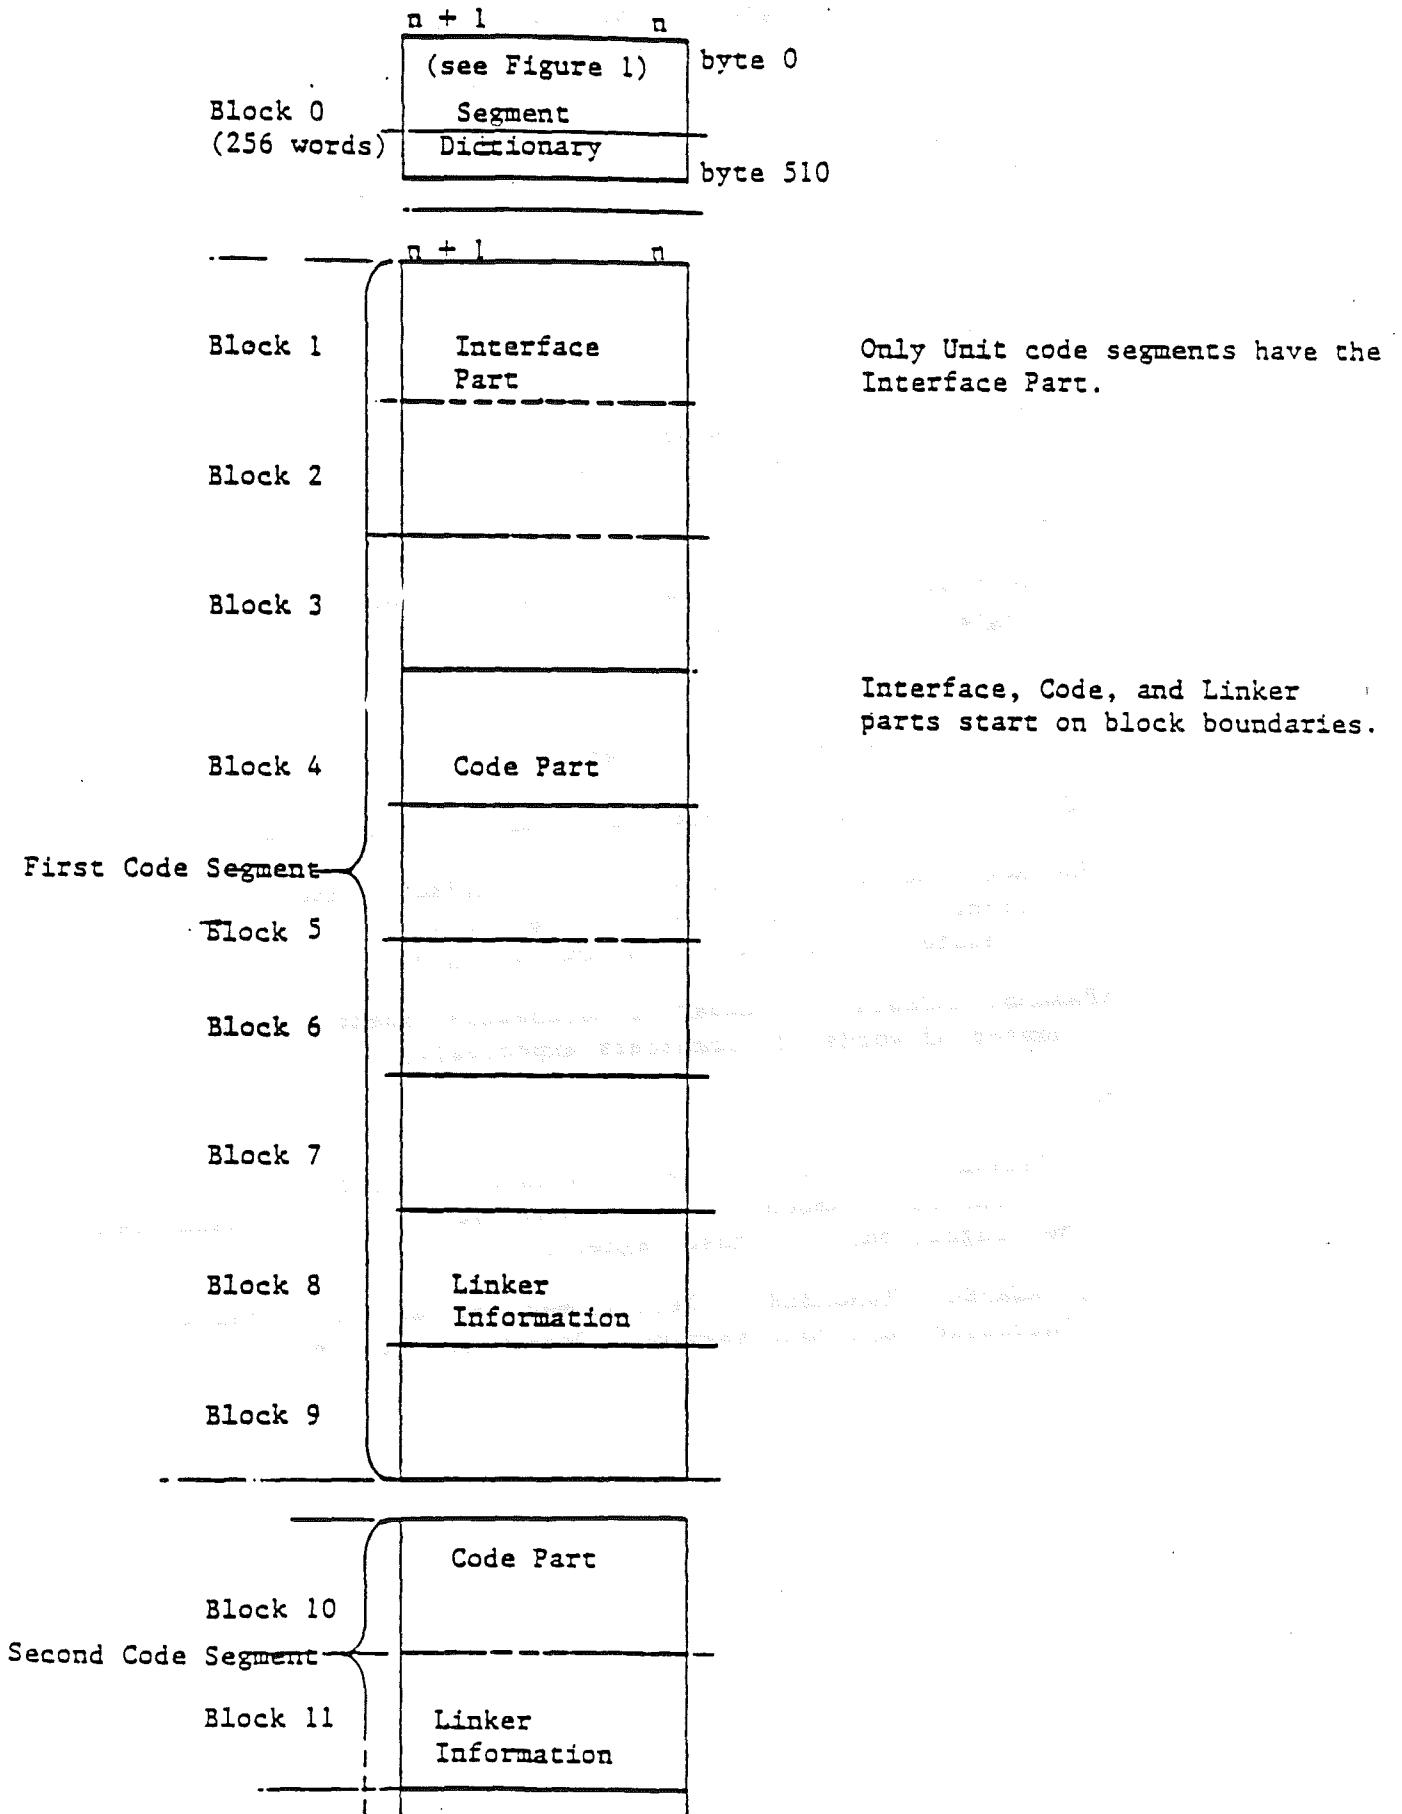 n + 1 n
(see Figure 1) byte 0
Block 0 Segment
(256 words) Dictionary
byte 510
n + 1 n
Block 1 Interface
Part
Only Unit code segments have the
Interface Part.
Block 2
Block 3
Interface, Code, and Linker
parts start on block boundaries.
Block 4 Code Part
First Code Segment
Block 5
Block 6
Block 7
Block 8 Linker
Information
Block 9
Code Part
Block 10
Second Code Segment
Block 11 Linker
Information